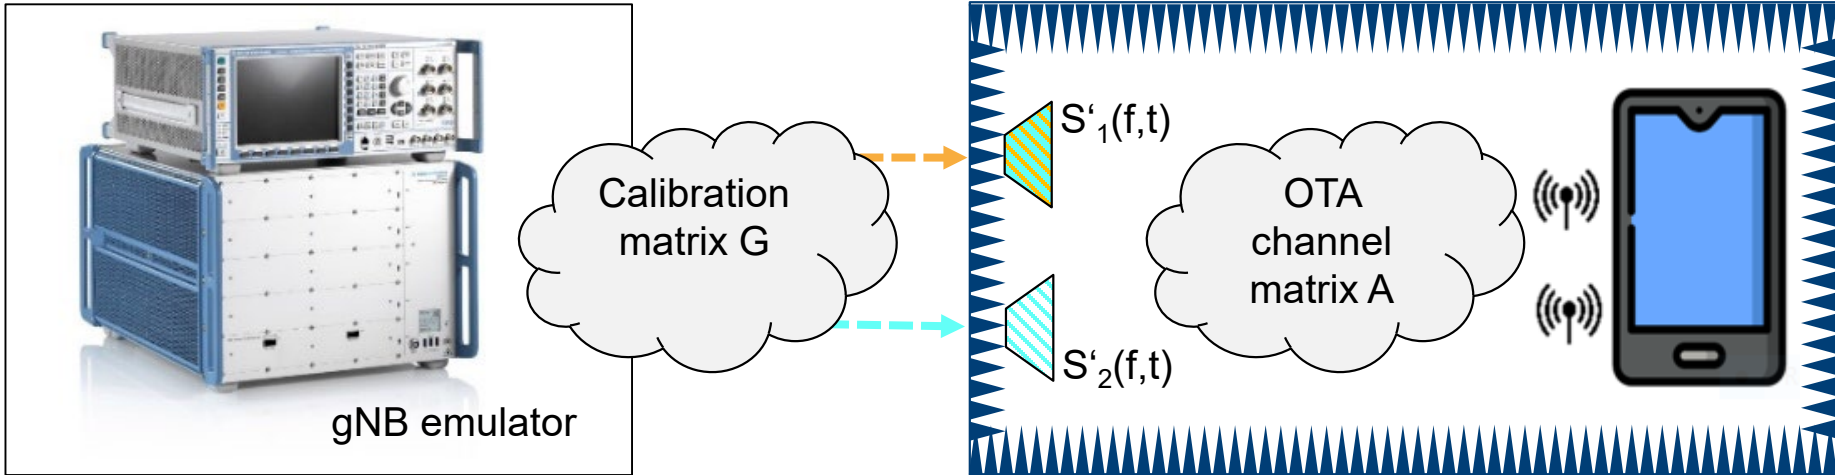 Calibration
matrix G
S‘₁(f,t)
OTA
channel
matrix A
S‘₂(f,t)
gNB emulator